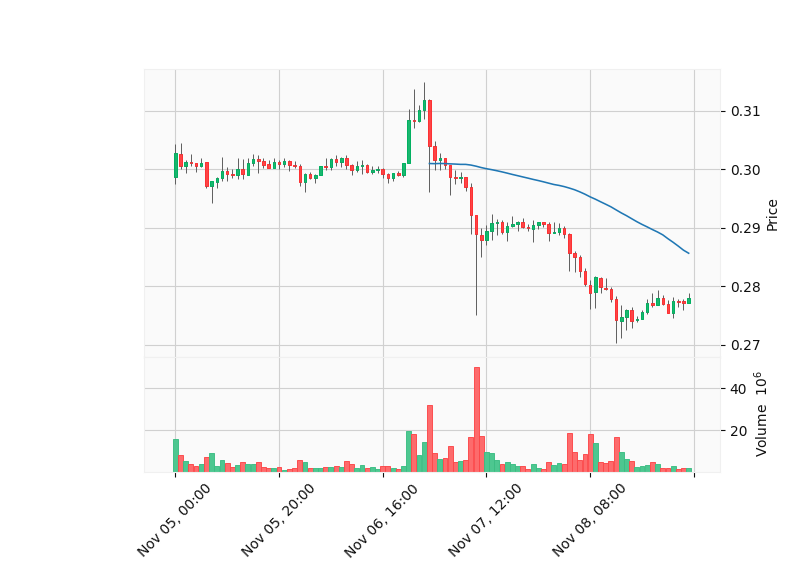 0.31
0.30
0.29
0.28
0.27
Price
40
20
Volume 10^6
Nov 05, 00:00
Nov 05, 20:00
Nov 06, 16:00
Nov 07, 12:00
Nov 08, 08:00